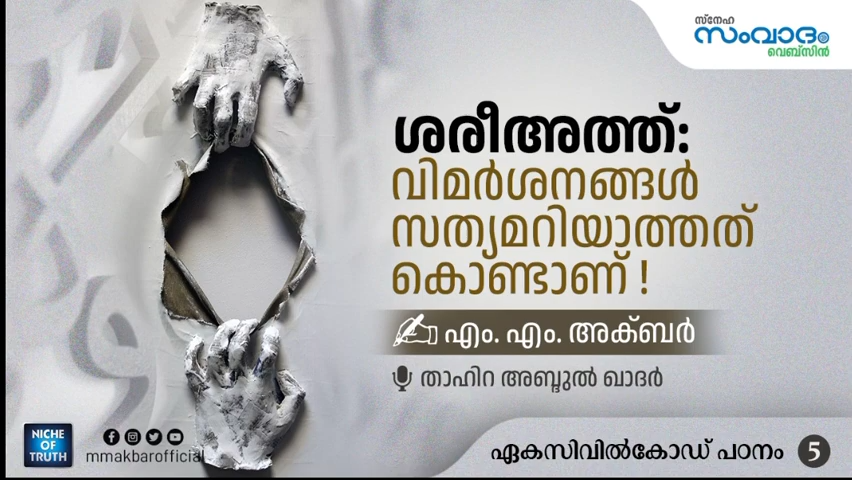 സ്നേഹ
സംവാദം
വെബ്സിൻ
ശരീഅത്ത്:
വിമർശനങ്ങൾ
സത്യമറിയാത്തത്
കൊണ്ടാണ് !
എം. എം. അക്ബർ
താഹിറ അബ്ദുൽ ഖാദർ
NICHE
OF
TRUTH
mmakbarofficial
ഏകസിവിൽകോഡ് പഠനം 5